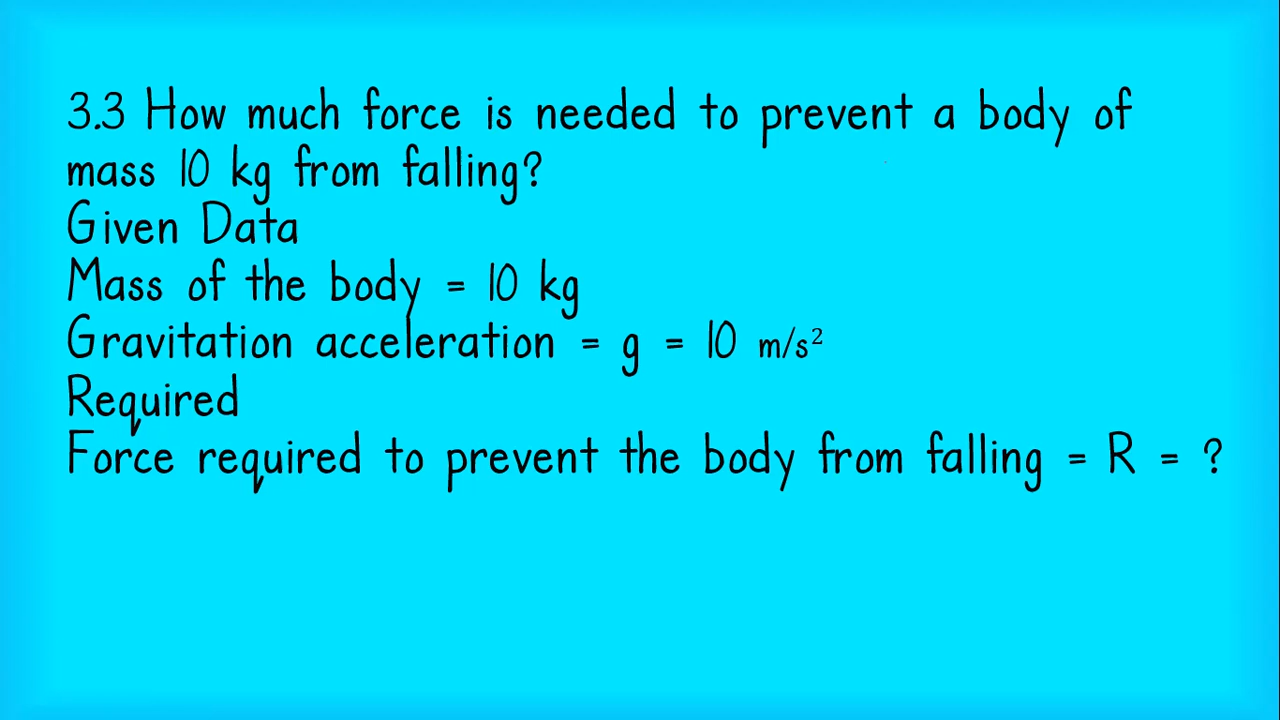 3.3 How much force is needed to prevent a body of
mass 10 kg from falling?
Given Data
Mass of the body = 10 kg
Gravitation acceleration = g = 10 m/s²
Required
Force required to prevent the body from falling = R = ?